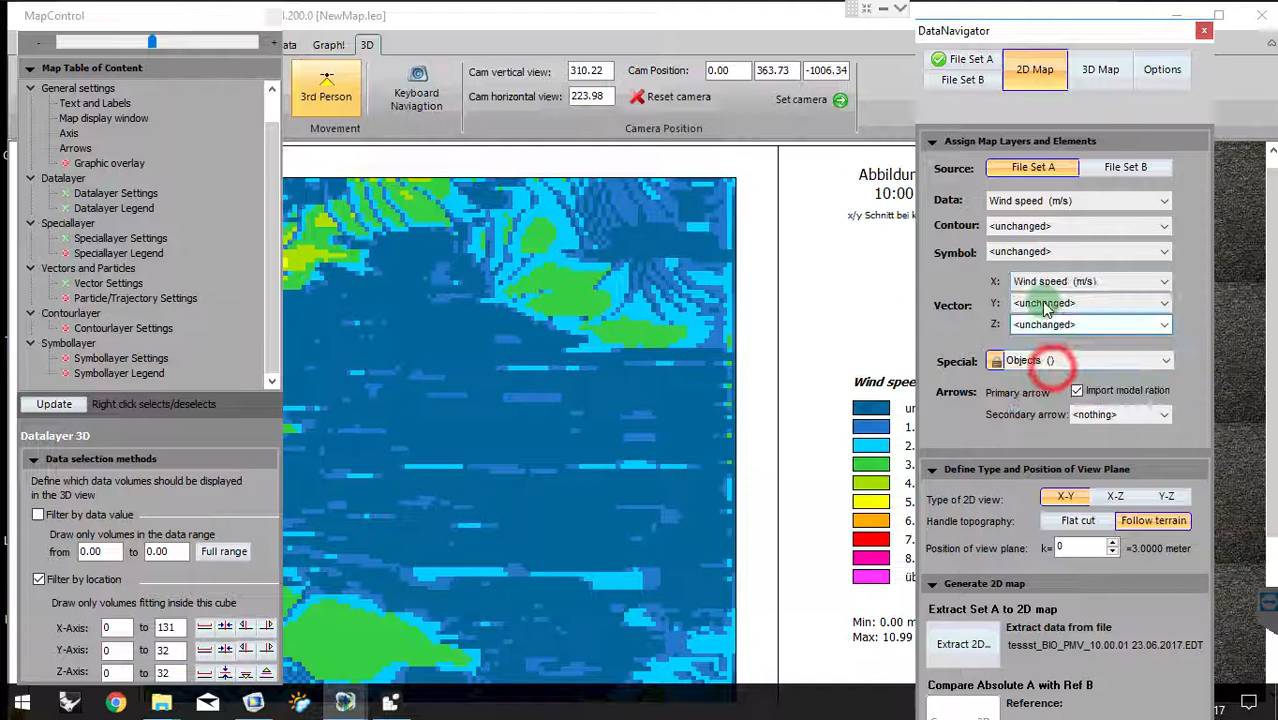 MapControl
4.200.0 [NewMap.leo]
DataNavigator
- +
Map Table of Content
General settings
Text and Labels
Map display window
Axis
Arrows
Graphic overlay
Datalayer
Datalayer Settings
Datalayer Legend
Speciallayer
Speciallayer Settings
Speciallayer Legend
Vectors and Particles
Vector Settings
Particle/Trajectory Settings
Contourlayer
Contourlayer Settings
Symbollayer
Symbollayer Settings
Symbollayer Legend
Update Right click selects/deselects
Datalayer 3D
Data selection methods
Define which data volumes should be displayed
in the 3D view
Filter by data value
Draw only volumes in the data range
from 0.00 to 0.00 Full range
Filter by location
Draw only volumes fitting inside this cube
X-Axis: 0 to 131
Y-Axis: 0 to 32
Z-Axis: 0 to 32
ata Graph! 3D
3rd Person
Keyboard
Navigtion
Movement
Cam vertical view: 310.22 Cam Position: 0.00 363.73 -1006.34
Cam horizontal view: 223.98 Reset camera Set camera
Camera Position
Abbildun
10:00
x/y Schnitt bei k
Wind spee
un
1.
2.
3.
4.
5.
6.
7.
8.
üb
Min: 0.00 m
Max: 10.99
File Set A
File Set B
2D Map 3D Map Options
Assign Map Layers and Elements
Source: File Set A File Set B
Data: Wind speed (m/s)
Contour: <unchanged>
Symbol: <unchanged>
X: Wind speed (m/s)
Vector: Y: <unchanged>
Z: <unchanged>
Special: Objects ()
Arrows: Primary arrow Import model ration
Secondary arrow: <nothing>
Define Type and Position of View Plane
Type of 2D view: X-Y X-Z Y-Z
Handle topography: Flat cut Follow terrain
Position of view plane: k= 0 =3.0000 meter
Generate 2D map
Extract Set A to 2D map
Extract 2D... Extract data from file
tessst_BIO_PMV_10.00.01 23.06.2017.EDT
Compare Absolute A with Ref B
Reference:
17